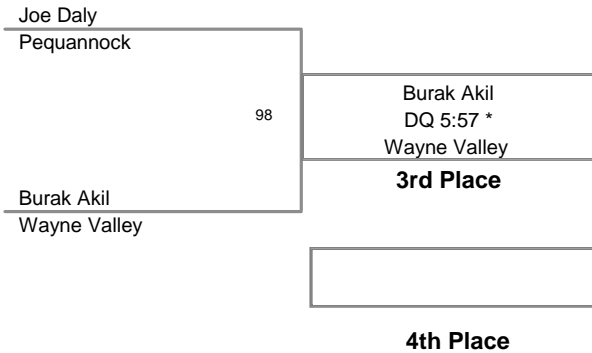 Joe Daly
Pequannock
98
Burak Akil
DQ 5:57 *
Wayne Valley
3rd Place
Burak Akil
Wayne Valley
4th Place